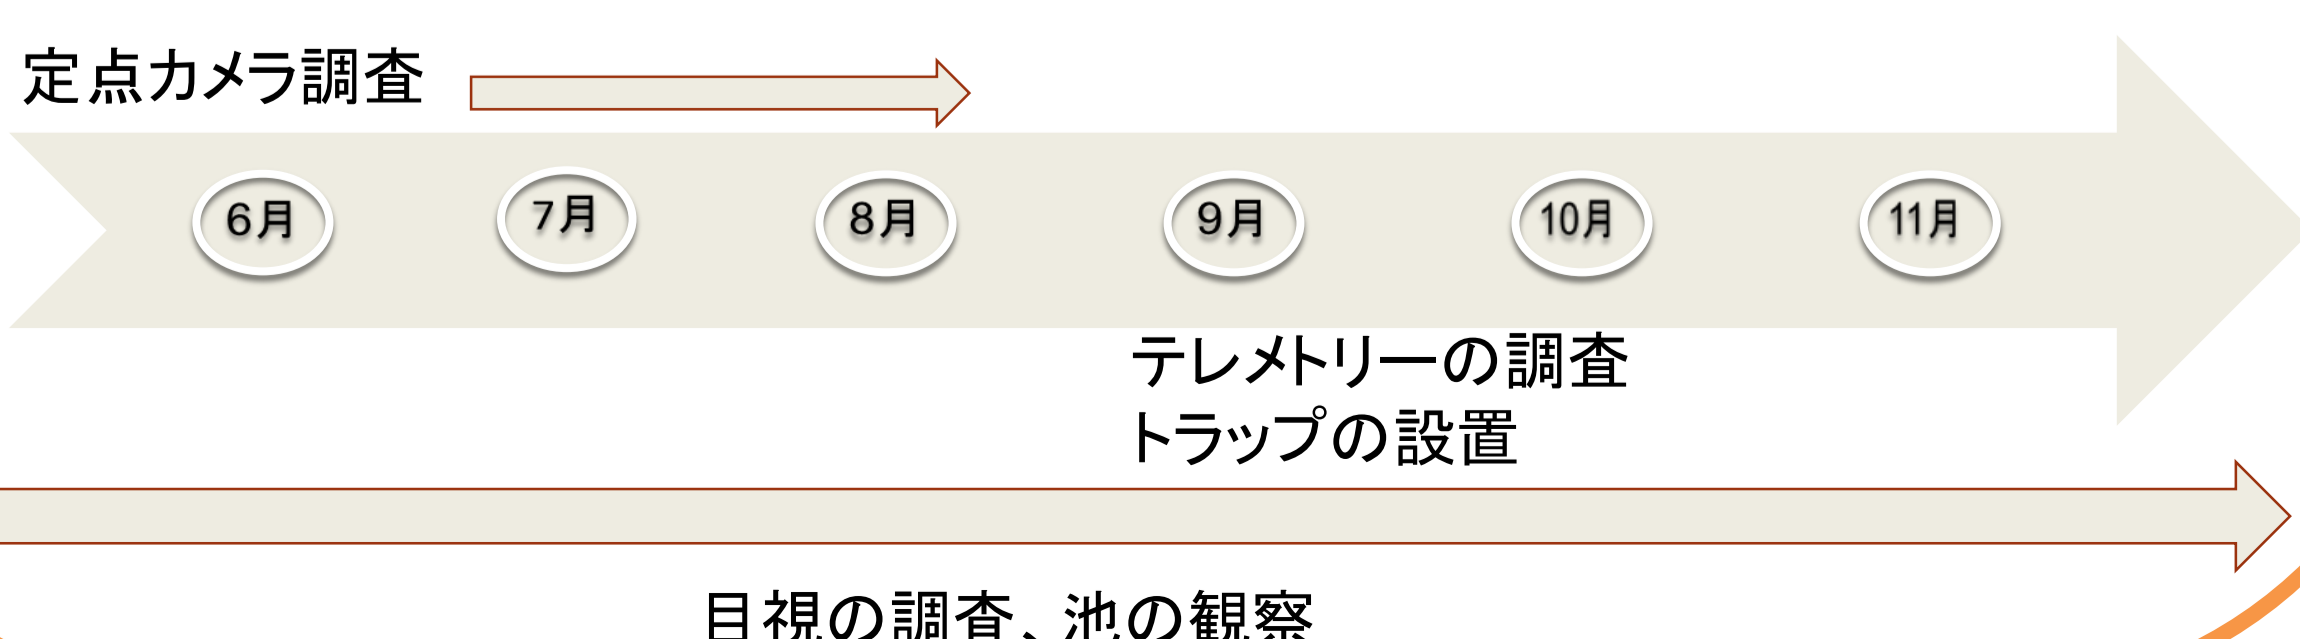 定点カメラ調査
6月 7月 8月 9月 10月 11月
テレメトリーの調査
トラップの設置
目視の調査、池の観察